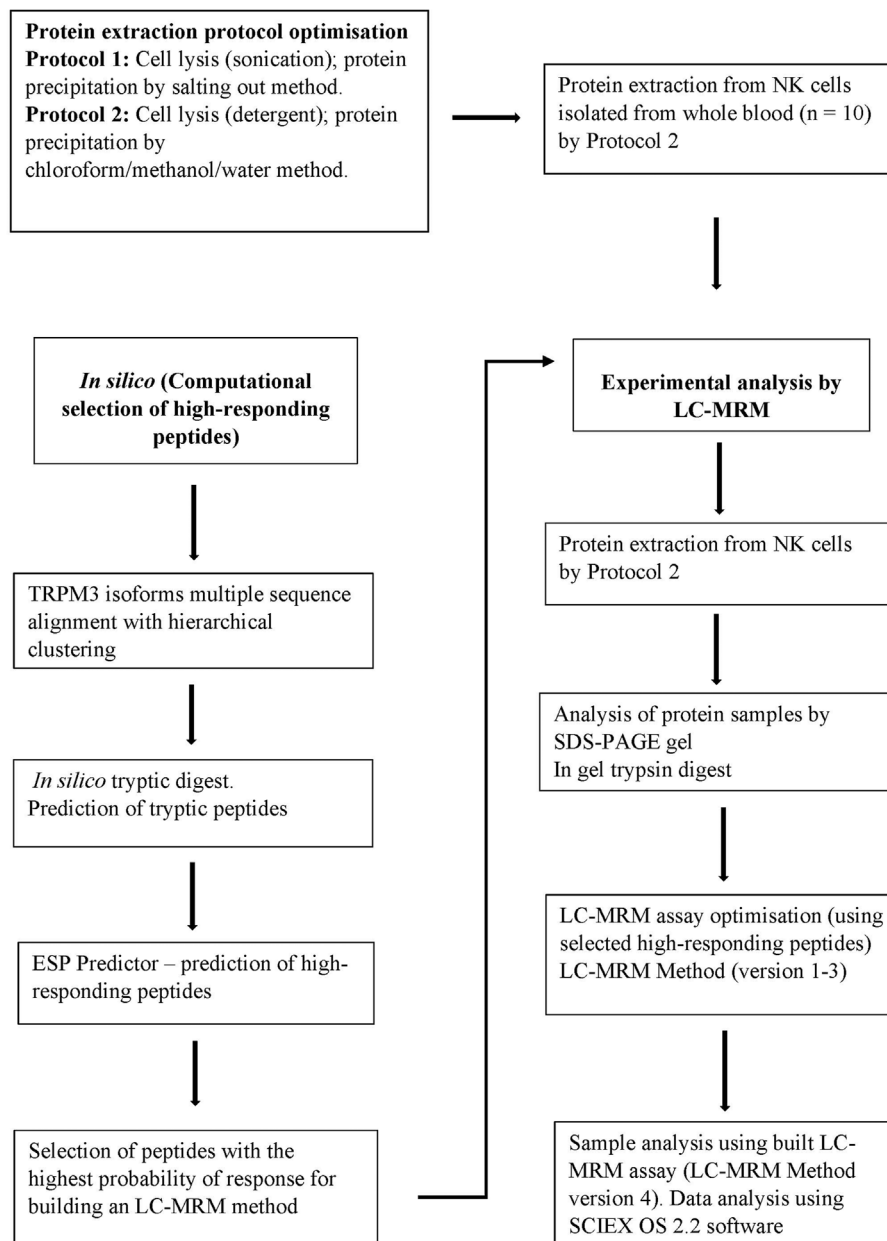 Protein extraction protocol optimisation
Protocol 1: Cell lysis (sonication); protein
precipitation by salting out method.
Protocol 2: Cell lysis (detergent); protein
precipitation by
chloroform/methanol/water method.
Protein extraction from NK cells
isolated from whole blood (n = 10)
by Protocol 2
In silico (Computational
selection of high-responding
peptides)
TRPM3 isoforms multiple sequence
alignment with hierarchical
clustering
In silico tryptic digest.
Prediction of tryptic peptides
ESP Predictor – prediction of high-
responding peptides
Selection of peptides with the
highest probability of response for
building an LC-MRM method
Experimental analysis by
LC-MRM
Protein extraction from NK cells
by Protocol 2
Analysis of protein samples by
SDS-PAGE gel
In gel trypsin digest
LC-MRM assay optimisation (using
selected high-responding peptides)
LC-MRM Method (version 1-3)
Sample analysis using built LC-
MRM assay (LC-MRM Method
version 4). Data analysis using
SCIEX OS 2.2 software